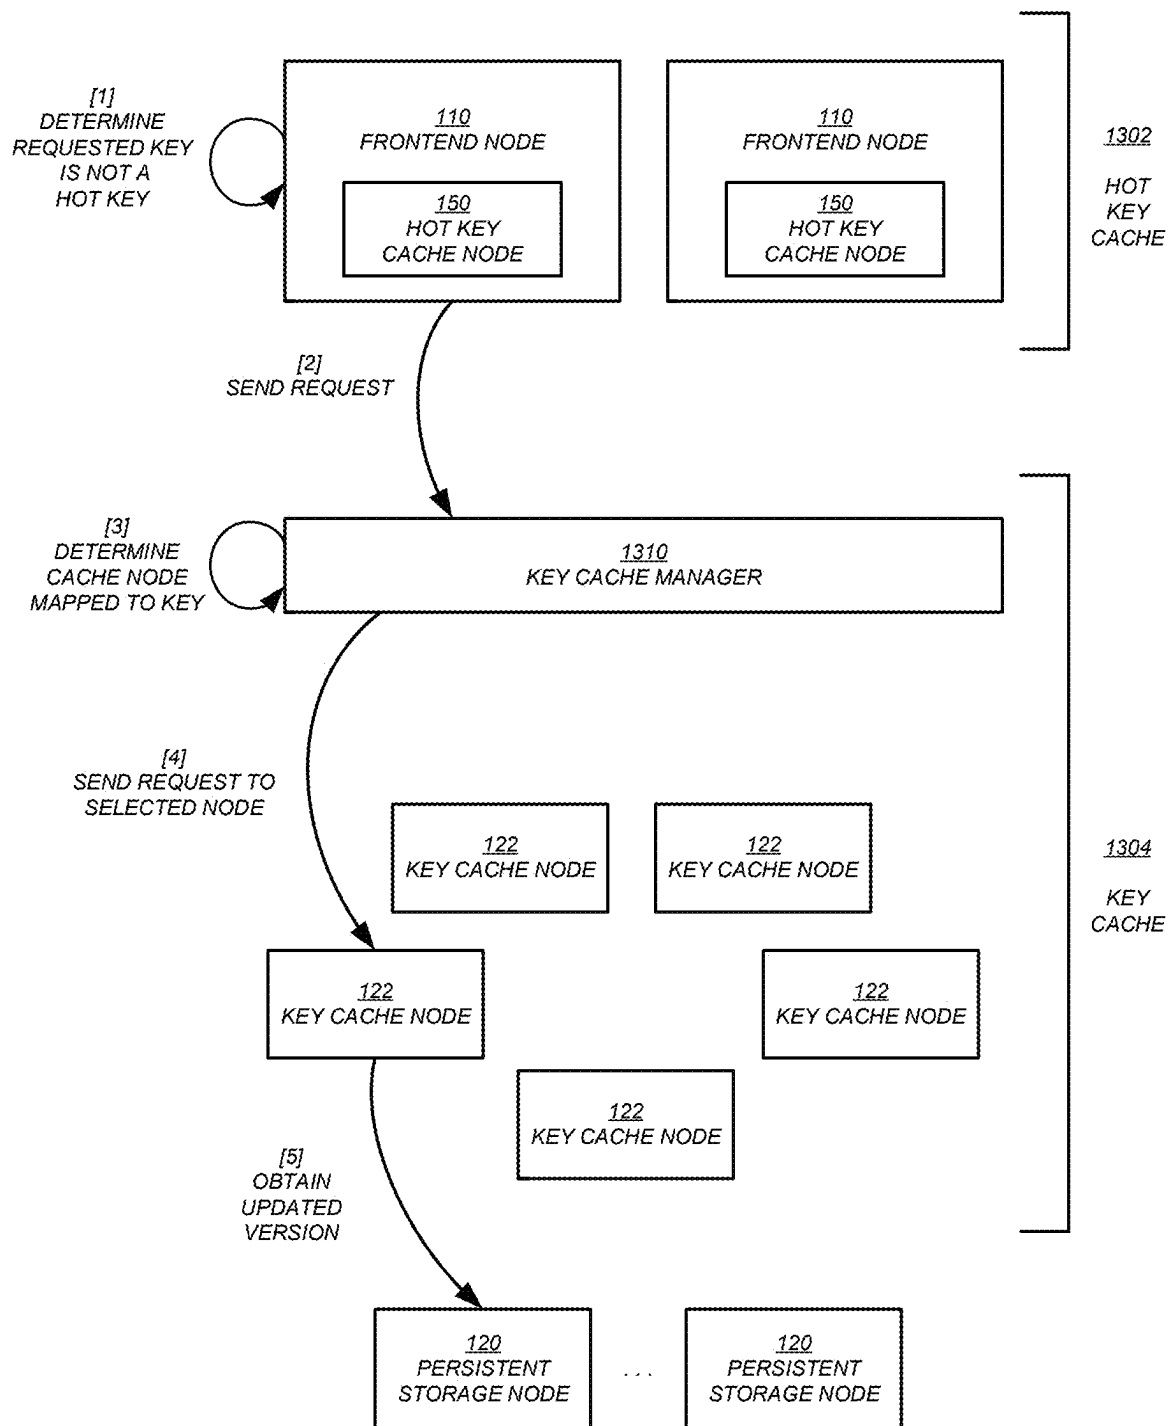 [1]
DETERMINE
REQUESTED KEY
IS NOT A
HOT KEY
110
FRONTEND NODE
150
HOT KEY
CACHE NODE
110
FRONTEND NODE
150
HOT KEY
CACHE NODE
1302
HOT
KEY
CACHE
[2]
SEND REQUEST
[3]
DETERMINE
CACHE NODE
MAPPED TO KEY
1310
KEY CACHE MANAGER
[4]
SEND REQUEST TO
SELECTED NODE
122
KEY CACHE NODE
122
KEY CACHE NODE
1304
KEY
CACHE
122
KEY CACHE NODE
122
KEY CACHE NODE
122
KEY CACHE NODE
[5]
OBTAIN
UPDATED
VERSION
120
PERSISTENT
STORAGE NODE
. . .
120
PERSISTENT
STORAGE NODE